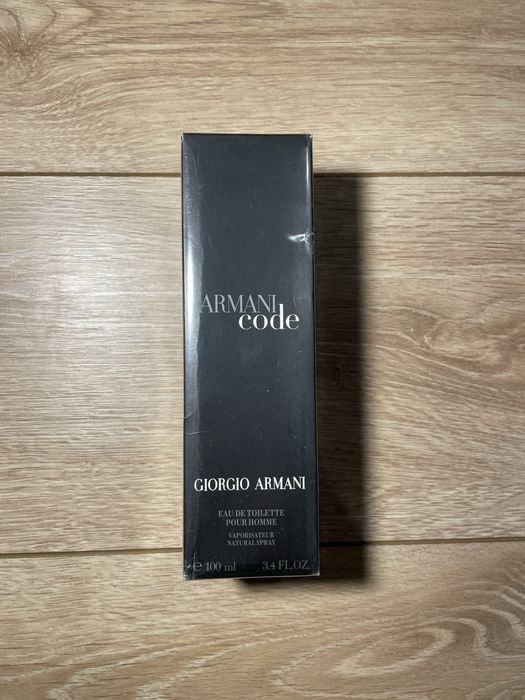 ARMANI
code
GIORGIO ARMANI
EAU DE TOILETTE
POUR HOMME
VAPORISATEUR
NATURAL SPRAY
℮ 100 ml 3.4 FL.OZ.